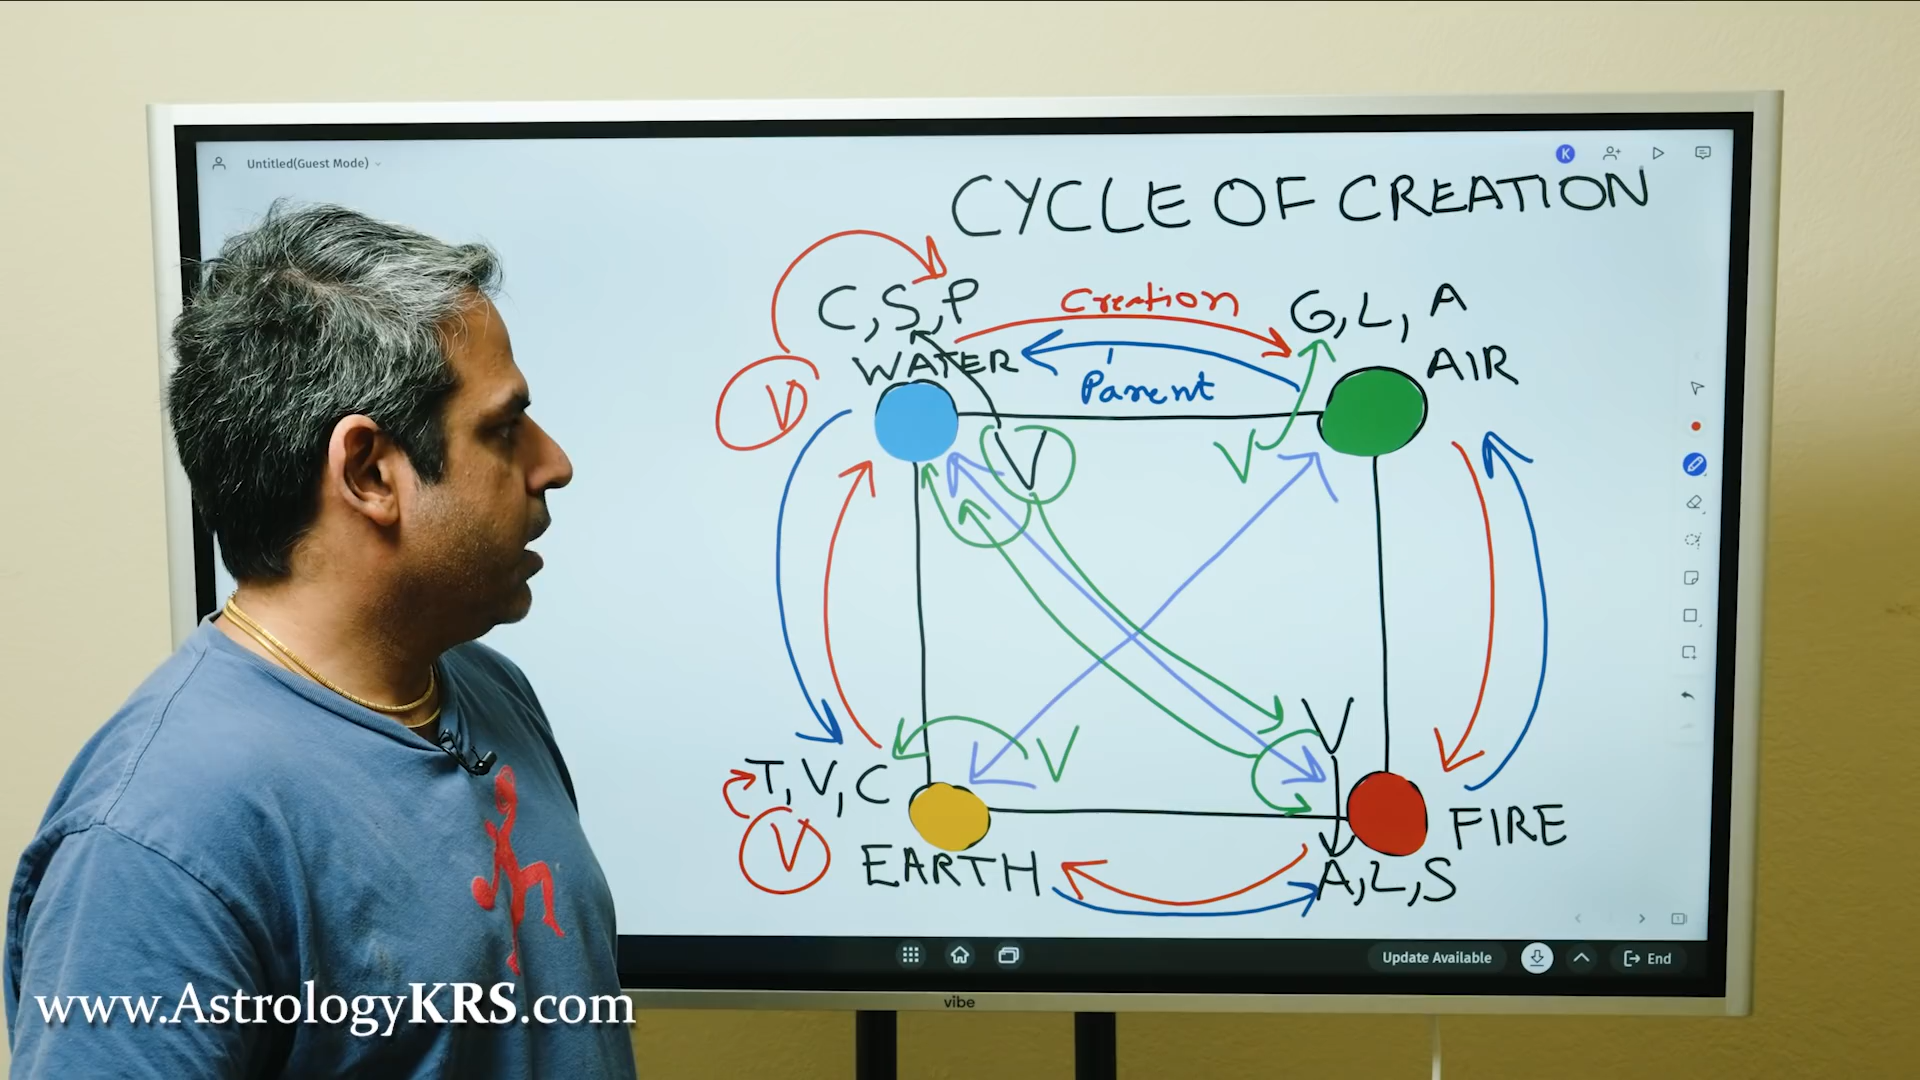 Untitled(Guest Mode)
K
CYCLE OF CREATION
C, S, P
Creation
G, L, A
WATER
AIR
Parent
V
V
V
V
V
T, V, C
V
FIRE
EARTH
A, L, S
1
Update Available
End
vibe
www.AstrologyKRS.com